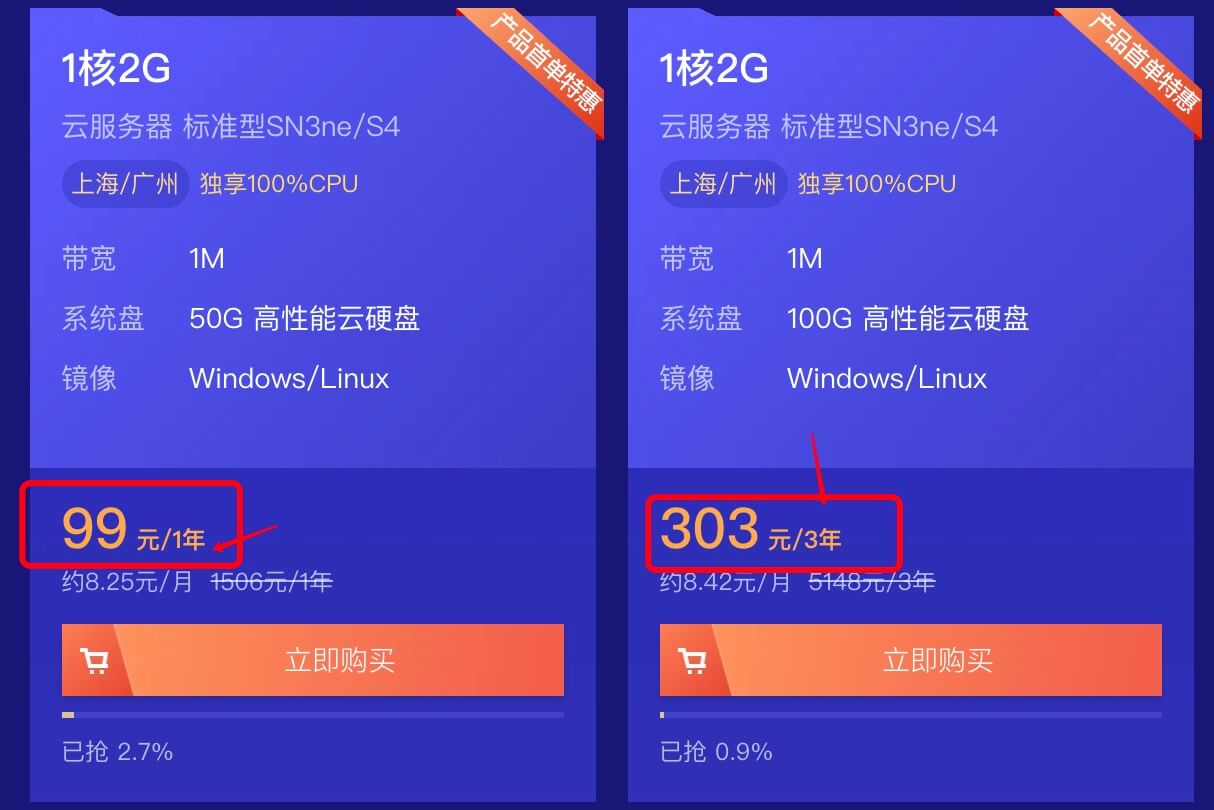 产品首单特惠
1核2G
云服务器 标准型SN3ne/S4
上海/广州 独享100%CPU
带宽 1M
系统盘 50G 高性能云硬盘
镜像 Windows/Linux
99 元/1年
约8.25元/月 1506元/1年
立即购买
已抢 2.7%
产品首单特惠
1核2G
云服务器 标准型SN3ne/S4
上海/广州 独享100%CPU
带宽 1M
系统盘 100G 高性能云硬盘
镜像 Windows/Linux
303 元/3年
约8.42元/月 5148元/3年
立即购买
已抢 0.9%